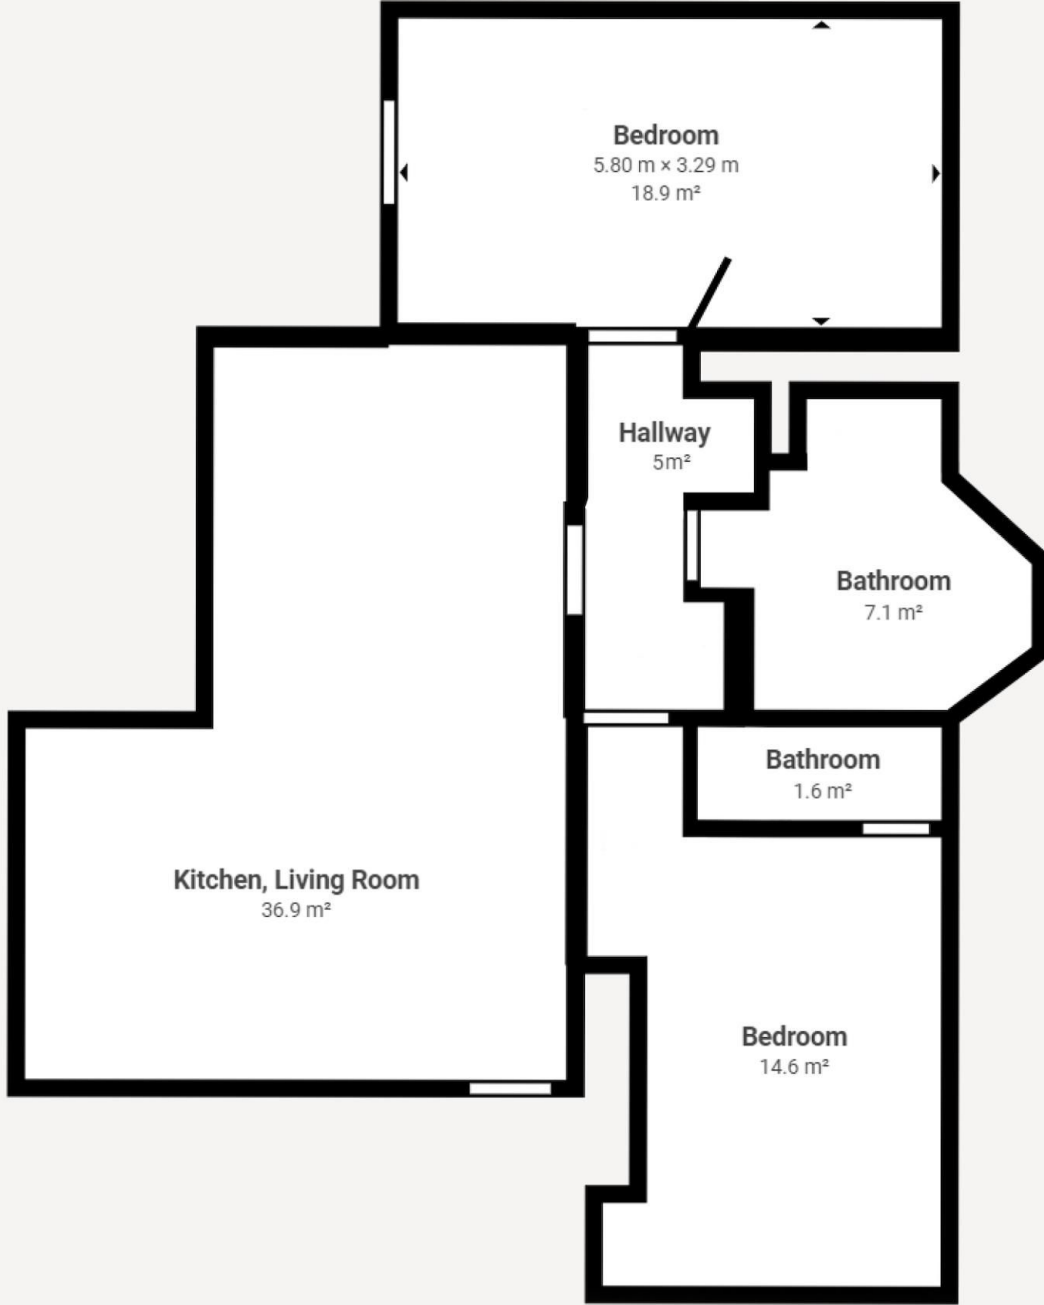 Bedroom
5.80 m × 3.29 m
18.9 m²
Hallway
5m²
Bathroom
7.1 m²
Bathroom
1.6 m²
Kitchen, Living Room
36.9 m²
Bedroom
14.6 m²